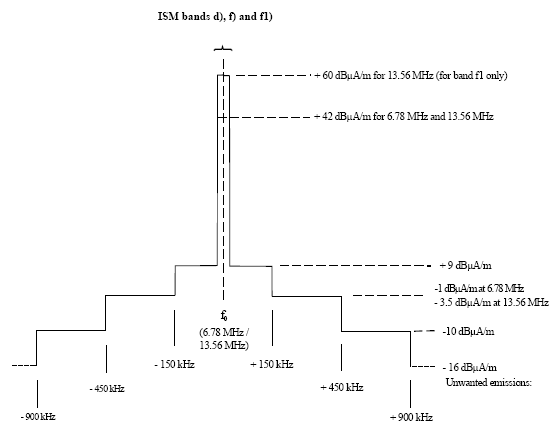 ISM bands d), f) and f1)
+ 60 dBµA/m for 13.56 MHz (for band f1 only)
+ 42 dBµA/m for 6.78 MHz and 13.56 MHz
+ 9 dBµA/m
-1 dBµA/m at 6.78 MHz
- 3.5 dBµA/m at 13.56 MHz
f0
(6.78 MHz /
13.56 MHz)
-10 dBµA/m
- 150 kHz
+ 150 kHz
- 16 dBµA/m
Unwanted emissions:
- 450 kHz
+ 450 kHz
- 900 kHz
+ 900 kHz